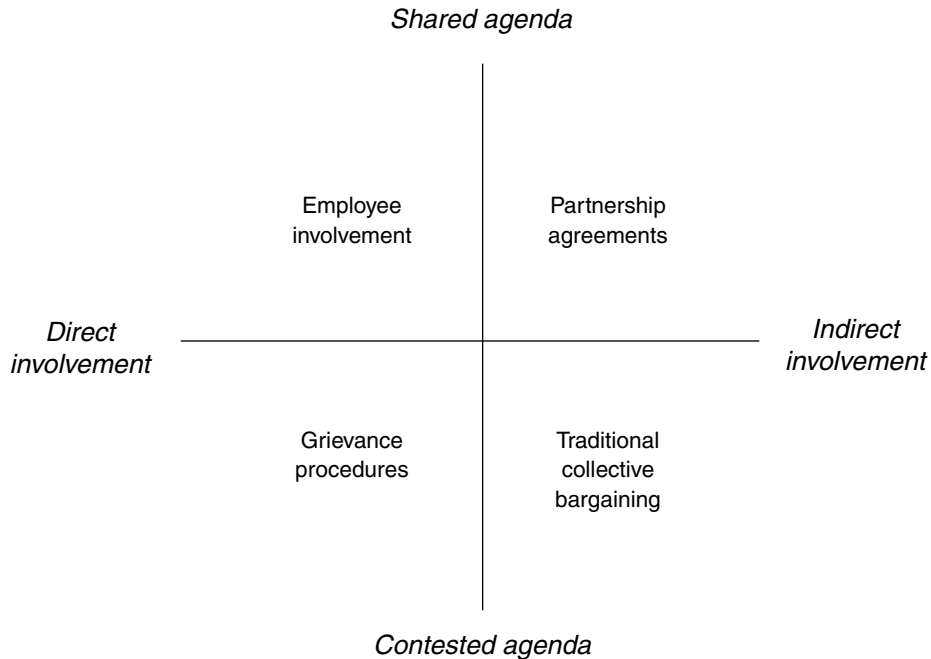 Shared agenda
Employee
involvement
Partnership
agreements
Direct
involvement
Indirect
involvement
Grievance
procedures
Traditional
collective
bargaining
Contested agenda